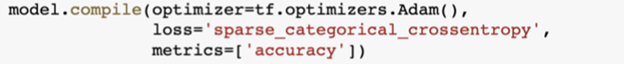 model.compile(optimizer=tf.optimizers.Adam(),
loss='sparse_categorical_crossentropy',
metrics=['accuracy'])